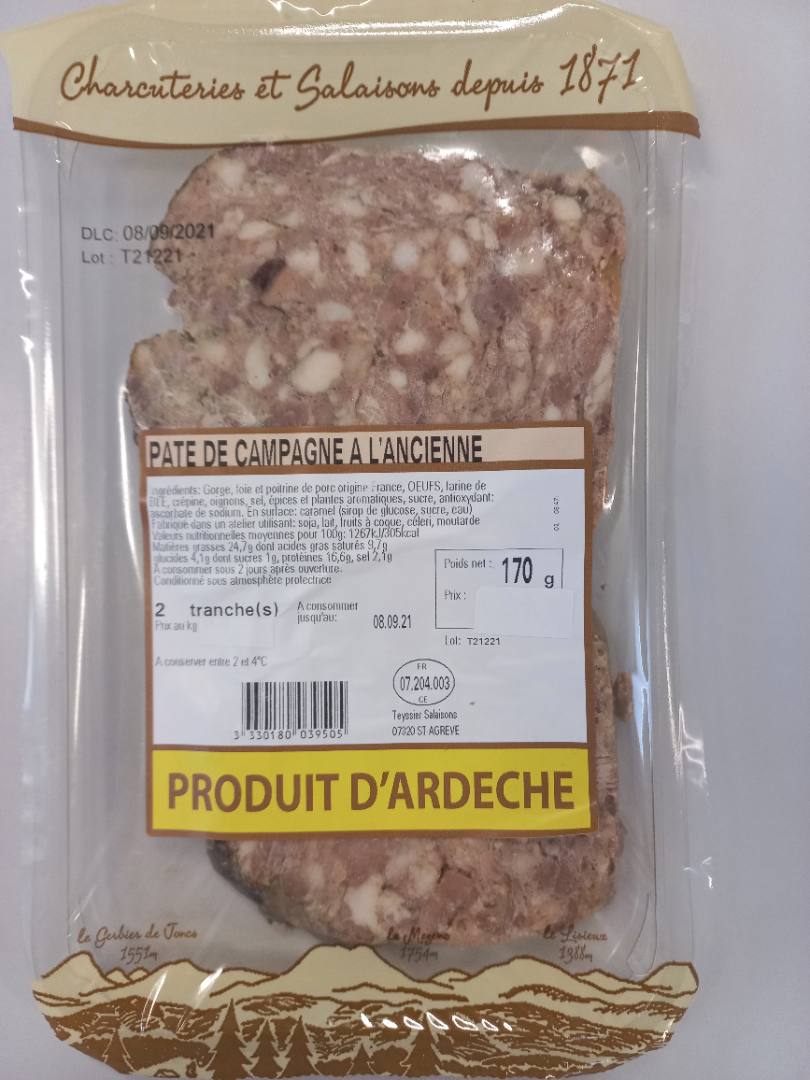 Charcuteries et Salaisons depuis 1871
DLC: 08/09/2021
Lot : T21221
PATE DE CAMPAGNE A L'ANCIENNE
Ingrédients: Gorge, foie et poitrine de porc origine France, OEUFS, farine de
BLE, crépine, oignons, sel, épices et plantes aromatiques, sucre, antioxydant:
ascorbate de sodium. En surface: caramel (sirop de glucose, sucre, eau)
Fabriqué dans un atelier utilisant: soja, lait, fruits à coque, céleri, moutarde
Valeurs nutritionnelles moyennes pour 100g: 1267kJ/305kcal
Matières grasses 24,7g dont acides gras saturés 9,7g
glucides 4,1g dont sucres 1g, protéines 16,6g, sel 2,1g
A consommer sous 2 jours après ouverture.
Conditionné sous atmosphère protectrice
Poids net : 170 g
Prix :
2 tranche(s)
Prix au kg
A consommer
jusqu'au: 08.09.21
Lot: T21221
A conserver entre 2 et 4°C
FR
07.204.003
CE
Teyssier Salaisons
07320 ST AGREVE
3 330180 039505
PRODUIT D'ARDECHE
le Gerbier de Joncs
1551m
le Mezenc
1754m
le Lisieux
1388m